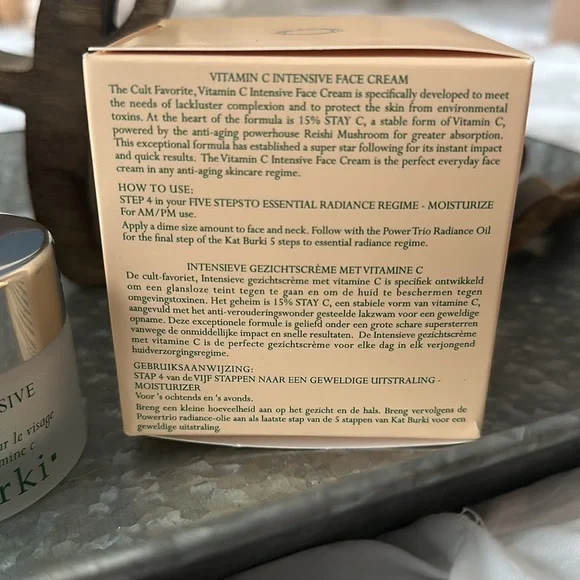 VITAMIN C INTENSIVE FACE CREAM
The Cult Favorite, Vitamin C Intensive Face Cream is specifically developed to meet
the needs of lackluster complexion and to protect the skin from environmental
toxins. At the heart of the formula is 15% STAY C, a stable form of Vitamin C,
powered by the anti-aging powerhouse Reishi Mushroom for greater absorption.
This exceptional formula has established a super star following for its instant impact
and quick results. The Vitamin C Intensive Face Cream is the perfect everyday face
cream in any anti-aging skincare regime.
HOW TO USE:
STEP 4 in your FIVE STEPSTO ESSENTIAL RADIANCE REGIME - MOISTURIZE
For AM/PM use.
Apply a dime size amount to face and neck. Follow with the Power Trio Radiance Oil
for the final step of the Kat Burki 5 steps to essential radiance regime.
INTENSIEVE GEZICHTSCRÈME MET VITAMINE C
De cult-favoriet, Intensieve gezichtscrème met vitamine C is specifiek ontwikkeld
om een glansloze teint tegen te gaan en om de huid te beschermen tegen
omgevingstoxinen. Het geheim is 15% STAY C, een stabiele vorm van vitamine C,
aangevuld met het anti-verouderingswonder gesteelde lakzwam voor een geweldige
opname. Deze exceptionele formule is geliefd onder een grote schare supersterren
vanwege de onmiddellijke impact en snelle resultaten. De Intensieve gezichtscrème
met vitamine C is de perfecte gezichtscrème voor elke dag in elk verjongend
huidverzorgingsregime.
GEBRUIKSAANWIJZING:
STAP 4 van de VIJF STAPPEN NAAR EEN GEWELDIGE UITSTRALING -
MOISTURIZER
Voor 's ochtends en 's avonds.
Breng een kleine hoeveelheid aan op het gezicht en de hals. Breng vervolgens de
Powertrio radiance-olie aan als laatste stap van de 5 stappen van Kat Burki voor een
geweldige uitstraling.
SIVE
ur le visage
mine c
rki